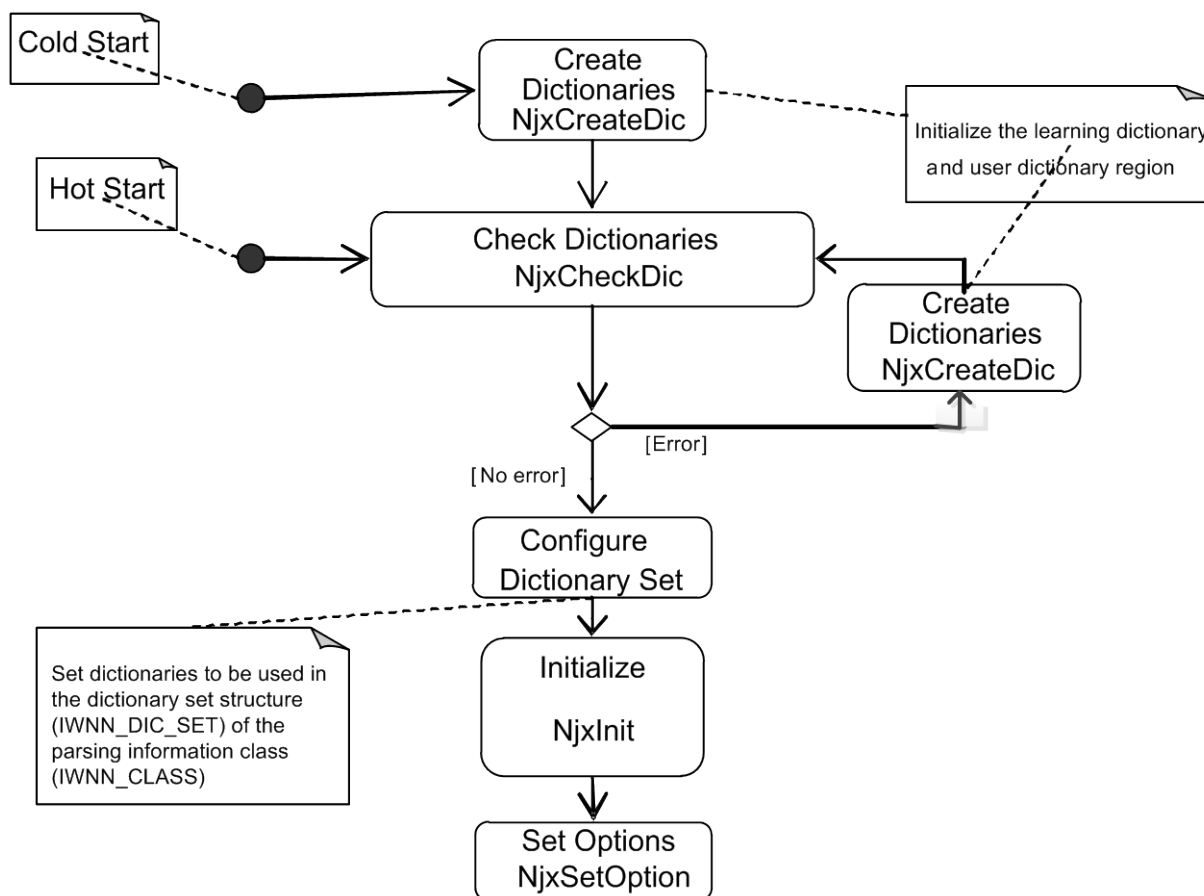 Cold Start
Create
Dictionaries
NjxCreateDic
Initialize the learning dictionary
and user dictionary region
Hot Start
Check Dictionaries
NjxCheckDic
Create
Dictionaries
NjxCreateDic
[Error]
[No error]
Configure
Dictionary Set
Set dictionaries to be used in
the dictionary set structure
(IWNN_DIC_SET) of the
parsing information class
(IWNN_CLASS)
Initialize
NjxInit
Set Options
NjxSetOption